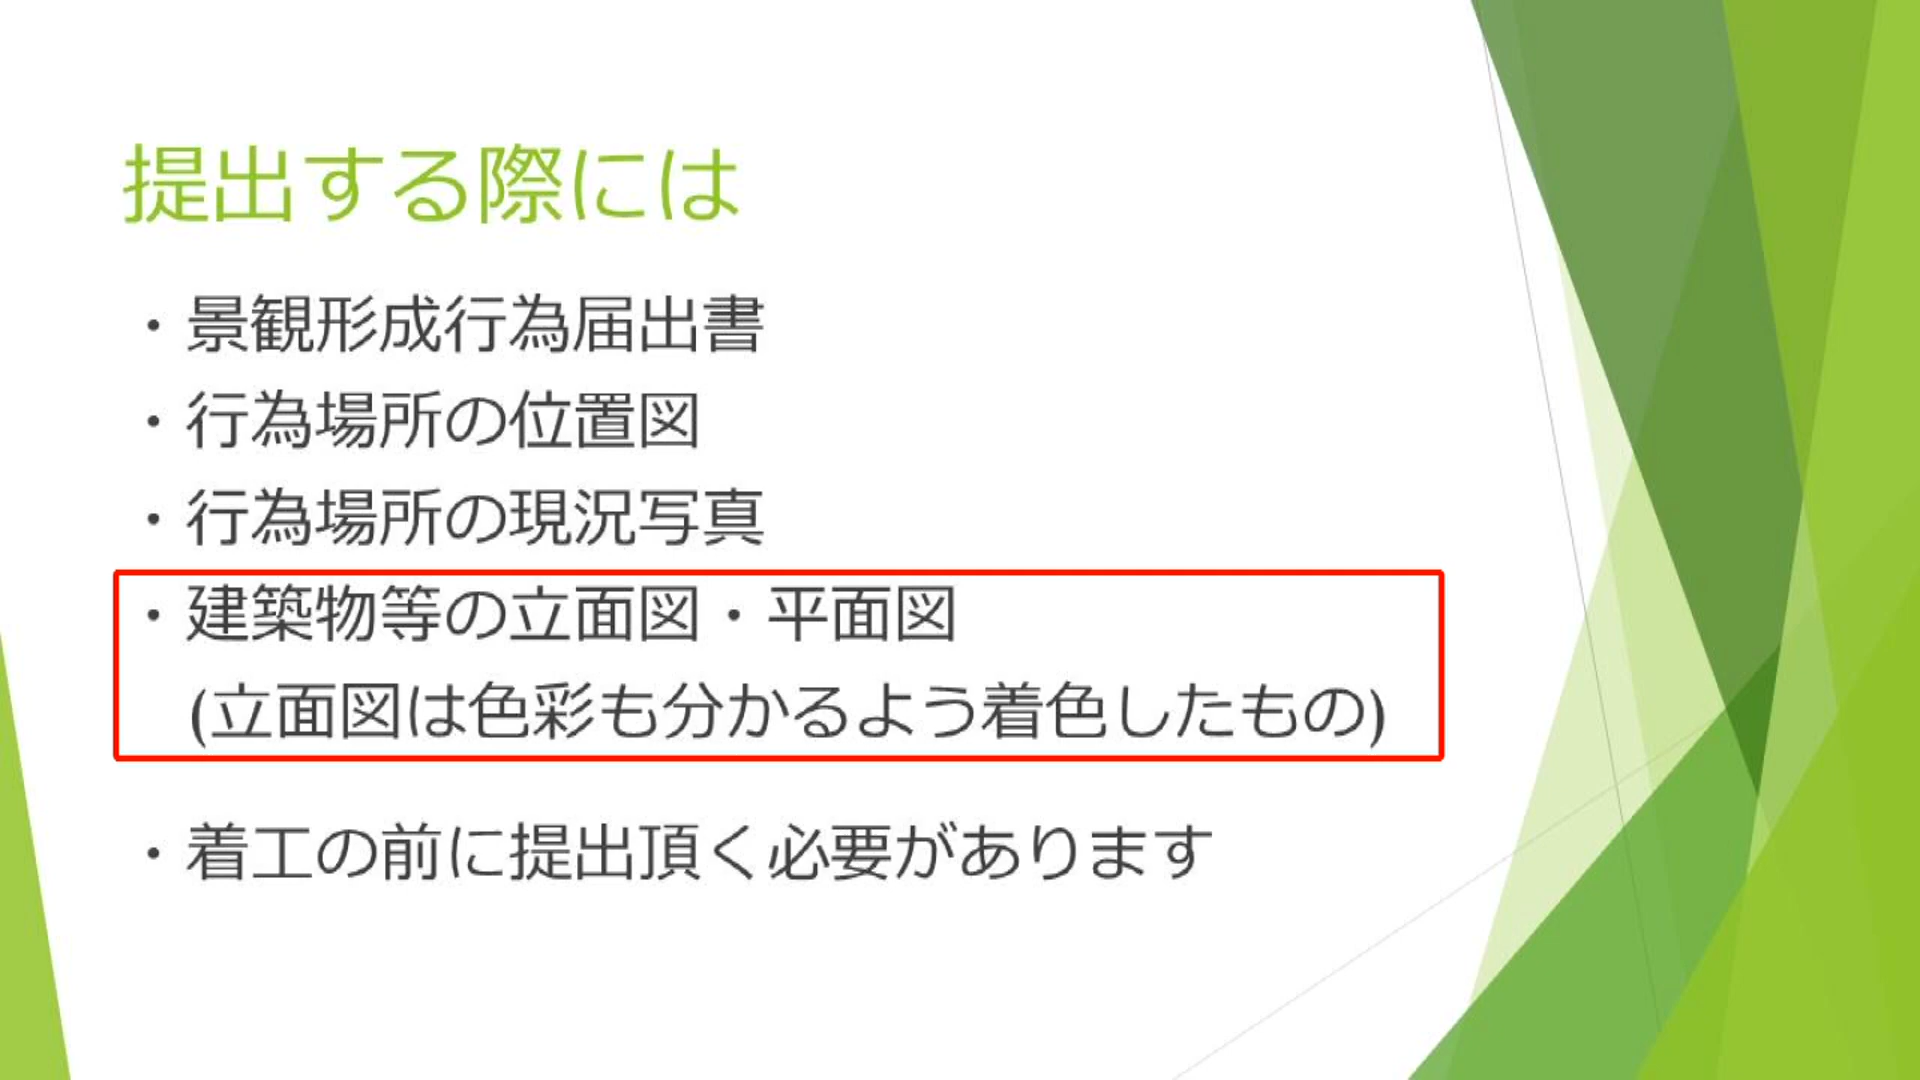 提出する際には
・景観形成行為届出書
・行為場所の位置図
・行為場所の現況写真
・建築物等の立面図・平面図
(立面図は色彩も分かるよう着色したもの)
・着工の前に提出頂く必要があります